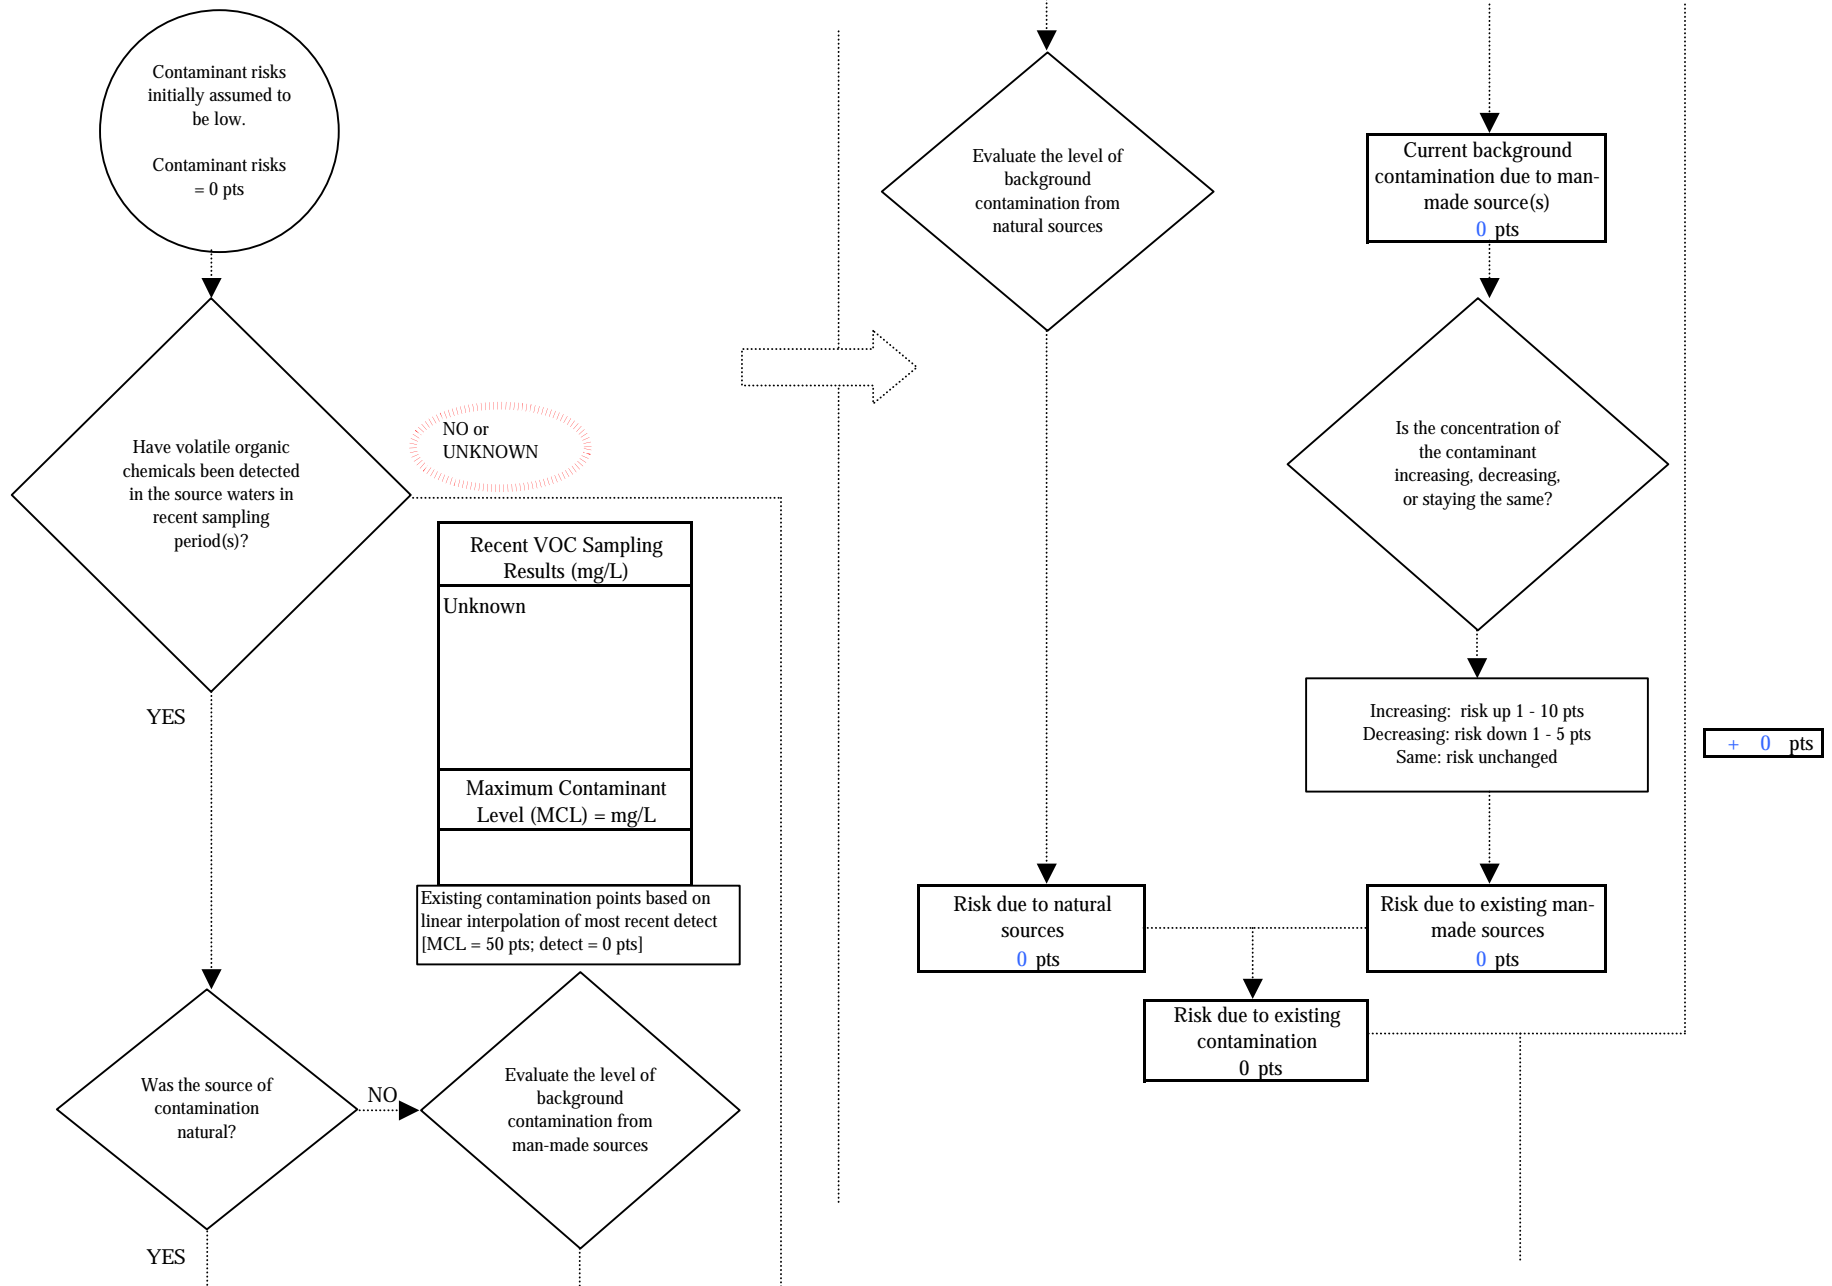 Contaminant risks
initially assumed to
be low.
Contaminant risks
= 0 pts
Have volatile organic
chemicals been detected
in the source waters in
recent sampling
period(s)?
NO or
UNKNOWN
YES
Recent VOC Sampling
Results (mg/L)
Unknown
Maximum Contaminant
Level (MCL) = mg/L
Existing contamination points based on
linear interpolation of most recent detect
[MCL = 50 pts; detect = 0 pts]
Was the source of
contamination
natural?
NO
YES
Evaluate the level of
background
contamination from
man-made sources
Evaluate the level of
background
contamination from
natural sources
Current background
contamination due to man-
made source(s)
0 pts
Is the concentration of
the contaminant
increasing, decreasing,
or staying the same?
Increasing: risk up 1 - 10 pts
Decreasing: risk down 1 - 5 pts
Same: risk unchanged
+ 0 pts
Risk due to natural
sources
0 pts
Risk due to existing man-
made sources
0 pts
Risk due to existing
contamination
0 pts